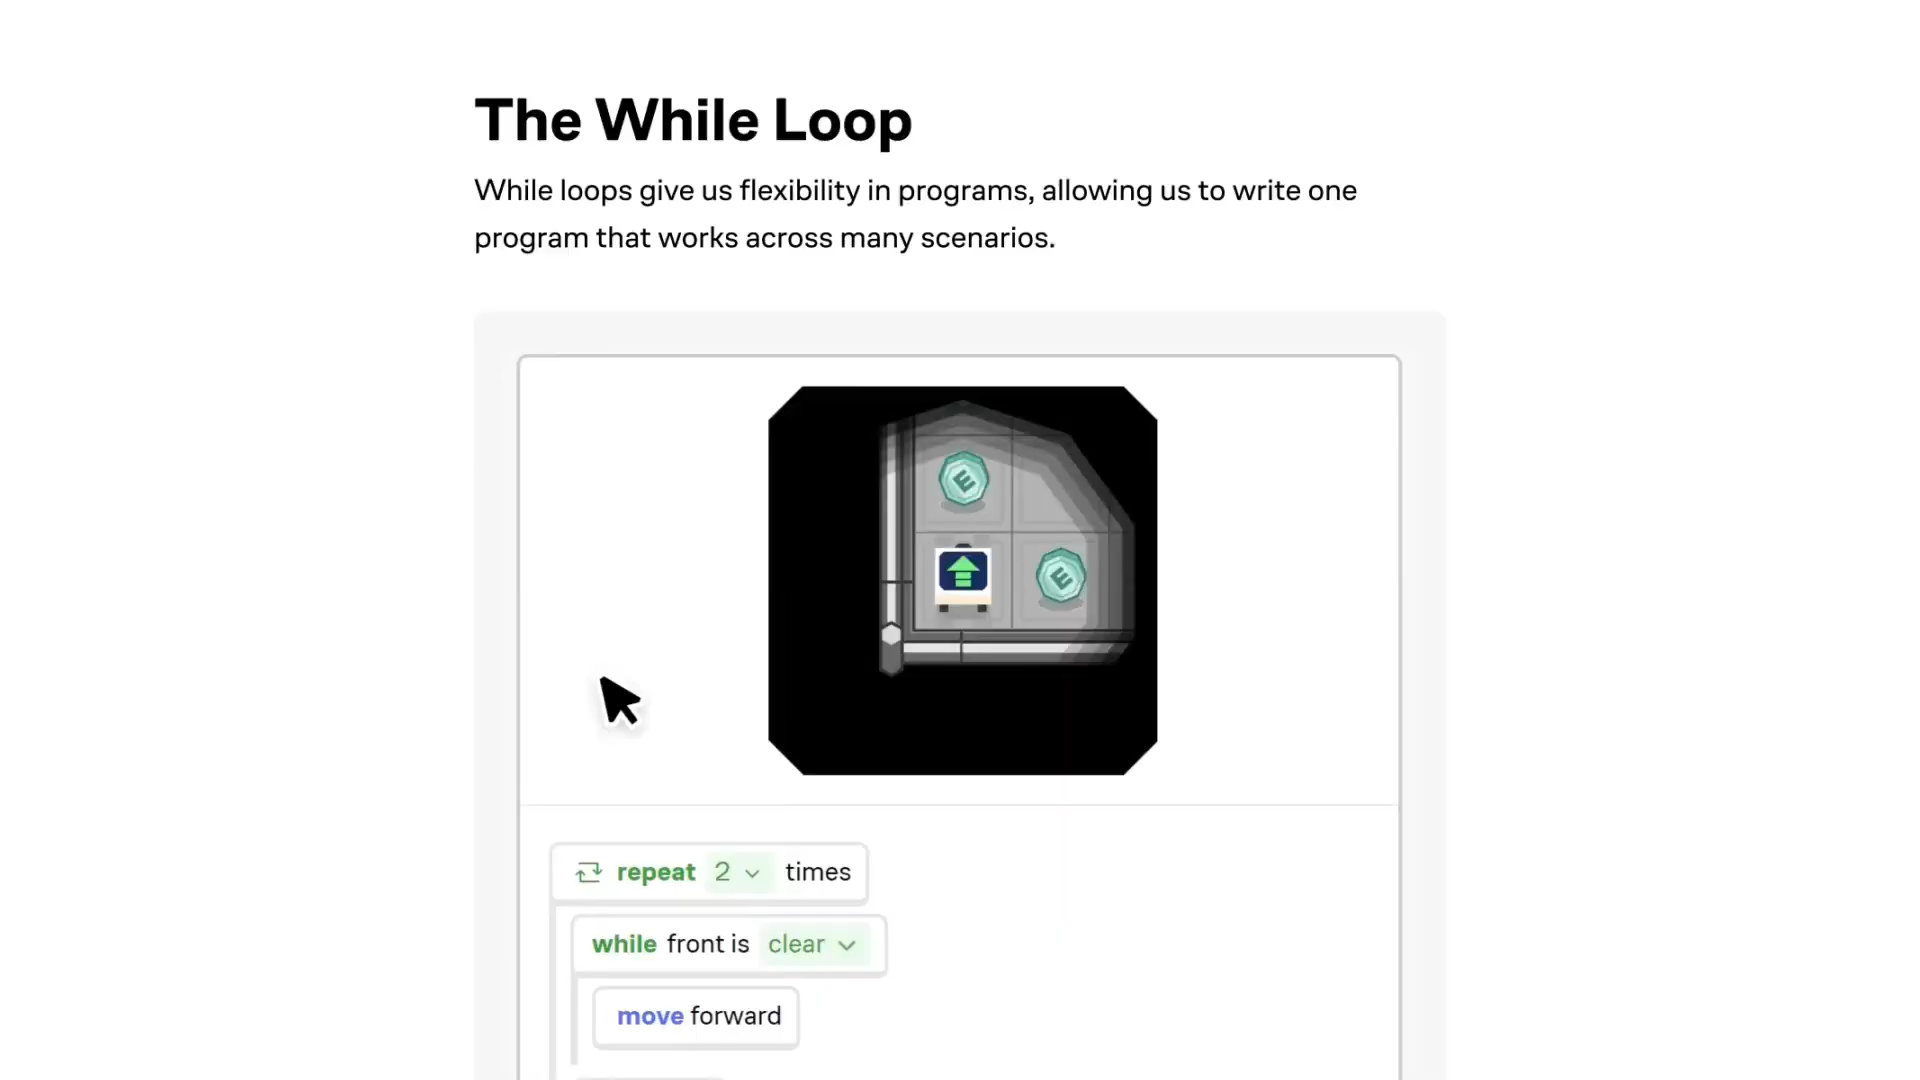 The While Loop
While loops give us flexibility in programs, allowing us to write one
program that works across many scenarios.
E
E
repeat 2 times
while front is clear
move forward